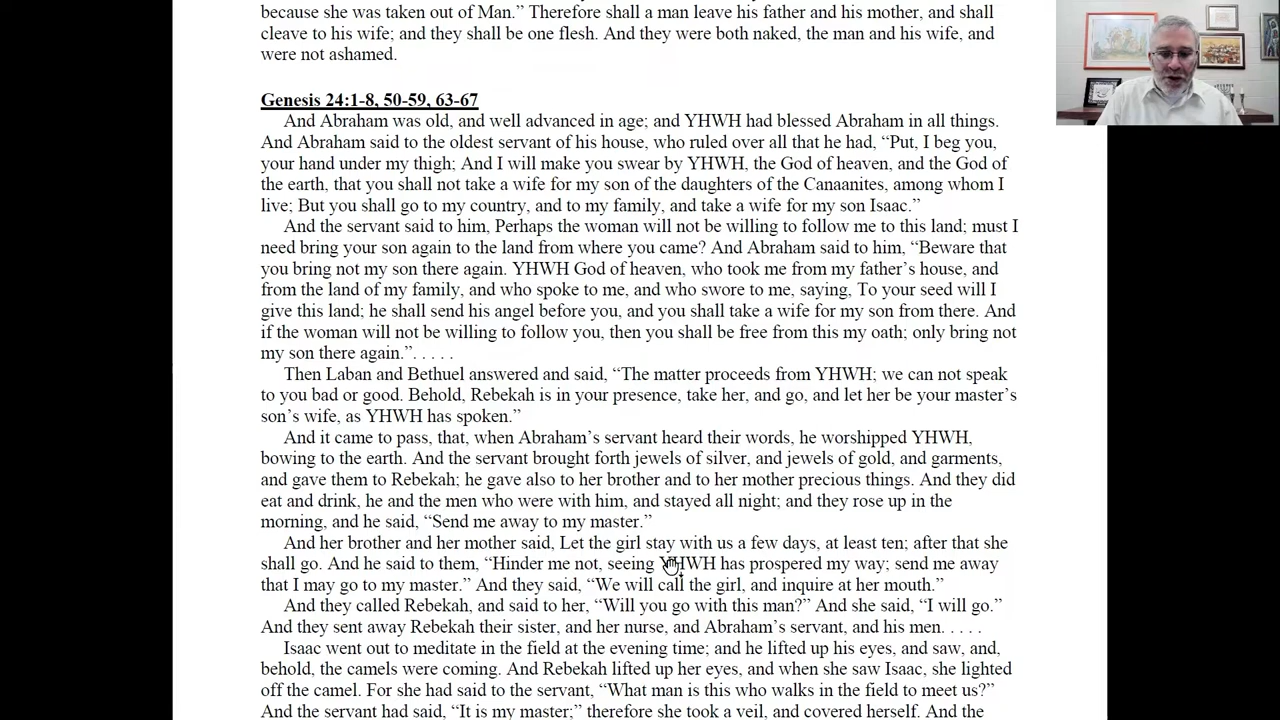 because she was taken out of Man.” Therefore shall a man leave his father and his mother, and shall
cleave to his wife; and they shall be one flesh. And they were both naked, the man and his wife, and
were not ashamed.
Genesis 24:1-8, 50-59, 63-67
And Abraham was old, and well advanced in age; and YHWH had blessed Abraham in all things.
And Abraham said to the oldest servant of his house, who ruled over all that he had, “Put, I beg you,
your hand under my thigh; And I will make you swear by YHWH, the God of heaven, and the God of
the earth, that you shall not take a wife for my son of the daughters of the Canaanites, among whom I
live; But you shall go to my country, and to my family, and take a wife for my son Isaac.”
And the servant said to him, Perhaps the woman will not be willing to follow me to this land; must I
need bring your son again to the land from where you came? And Abraham said to him, “Beware that
you bring not my son there again. YHWH God of heaven, who took me from my father’s house, and
from the land of my family, and who spoke to me, and who swore to me, saying, To your seed will I
give this land; he shall send his angel before you, and you shall take a wife for my son from there. And
if the woman will not be willing to follow you, then you shall be free from this my oath; only bring not
my son there again.”. . . . .
Then Laban and Bethuel answered and said, “The matter proceeds from YHWH; we can not speak
to you bad or good. Behold, Rebekah is in your presence, take her, and go, and let her be your master’s
son’s wife, as YHWH has spoken.”
And it came to pass, that, when Abraham’s servant heard their words, he worshipped YHWH,
bowing to the earth. And the servant brought forth jewels of silver, and jewels of gold, and garments,
and gave them to Rebekah; he gave also to her brother and to her mother precious things. And they did
eat and drink, he and the men who were with him, and stayed all night; and they rose up in the
morning, and he said, “Send me away to my master.”
And her brother and her mother said, Let the girl stay with us a few days, at least ten; after that she
shall go. And he said to them, “Hinder me not, seeing YHWH has prospered my way; send me away
that I may go to my master.” And they said, “We will call the girl, and inquire at her mouth.”
And they called Rebekah, and said to her, “Will you go with this man?” And she said, “I will go.”
And they sent away Rebekah their sister, and her nurse, and Abraham’s servant, and his men. . . . .
Isaac went out to meditate in the field at the evening time; and he lifted up his eyes, and saw, and,
behold, the camels were coming. And Rebekah lifted up her eyes, and when she saw Isaac, she lighted
off the camel. For she had said to the servant, “What man is this who walks in the field to meet us?”
And the servant had said, “It is my master;” therefore she took a veil, and covered herself. And the